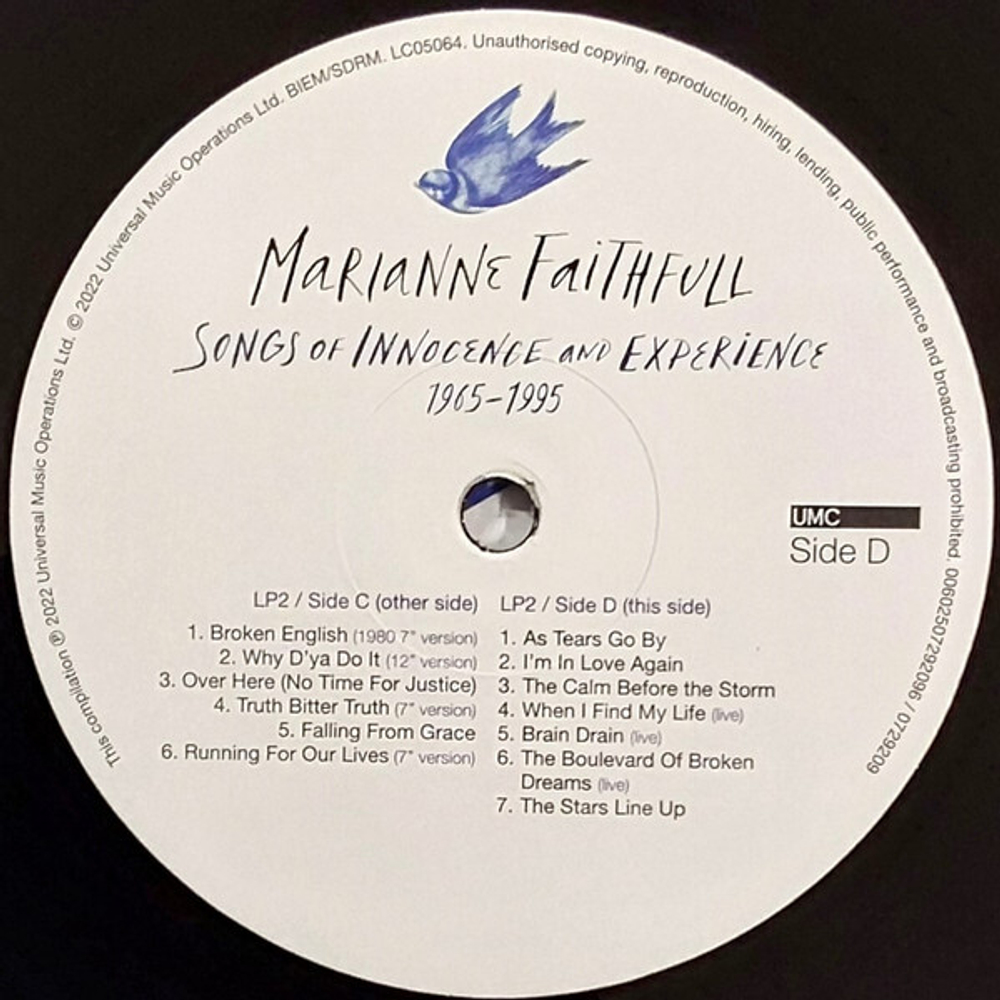 This compilation ℗ 2022 Universal Music Operations Ltd. © 2022 Universal Music Operations Ltd. BIEM/SDRM. LC05064. Unauthorised copying, reproduction, hiring, lending, public performance and broadcasting prohibited. 00602507292096 / 0729209
MARIANNE FAITHFULL
SONGS OF INNOCENCE AND EXPERIENCE
1965-1995
UMC
Side D
LP2 / Side C (other side)
1. Broken English (1980 7" version)
2. Why D'ya Do It (12" version)
3. Over Here (No Time For Justice)
4. Truth Bitter Truth (7" version)
5. Falling From Grace
6. Running For Our Lives (7" version)
LP2 / Side D (this side)
1. As Tears Go By
2. I'm In Love Again
3. The Calm Before the Storm
4. When I Find My Life (live)
5. Brain Drain (live)
6. The Boulevard Of Broken
Dreams (live)
7. The Stars Line Up